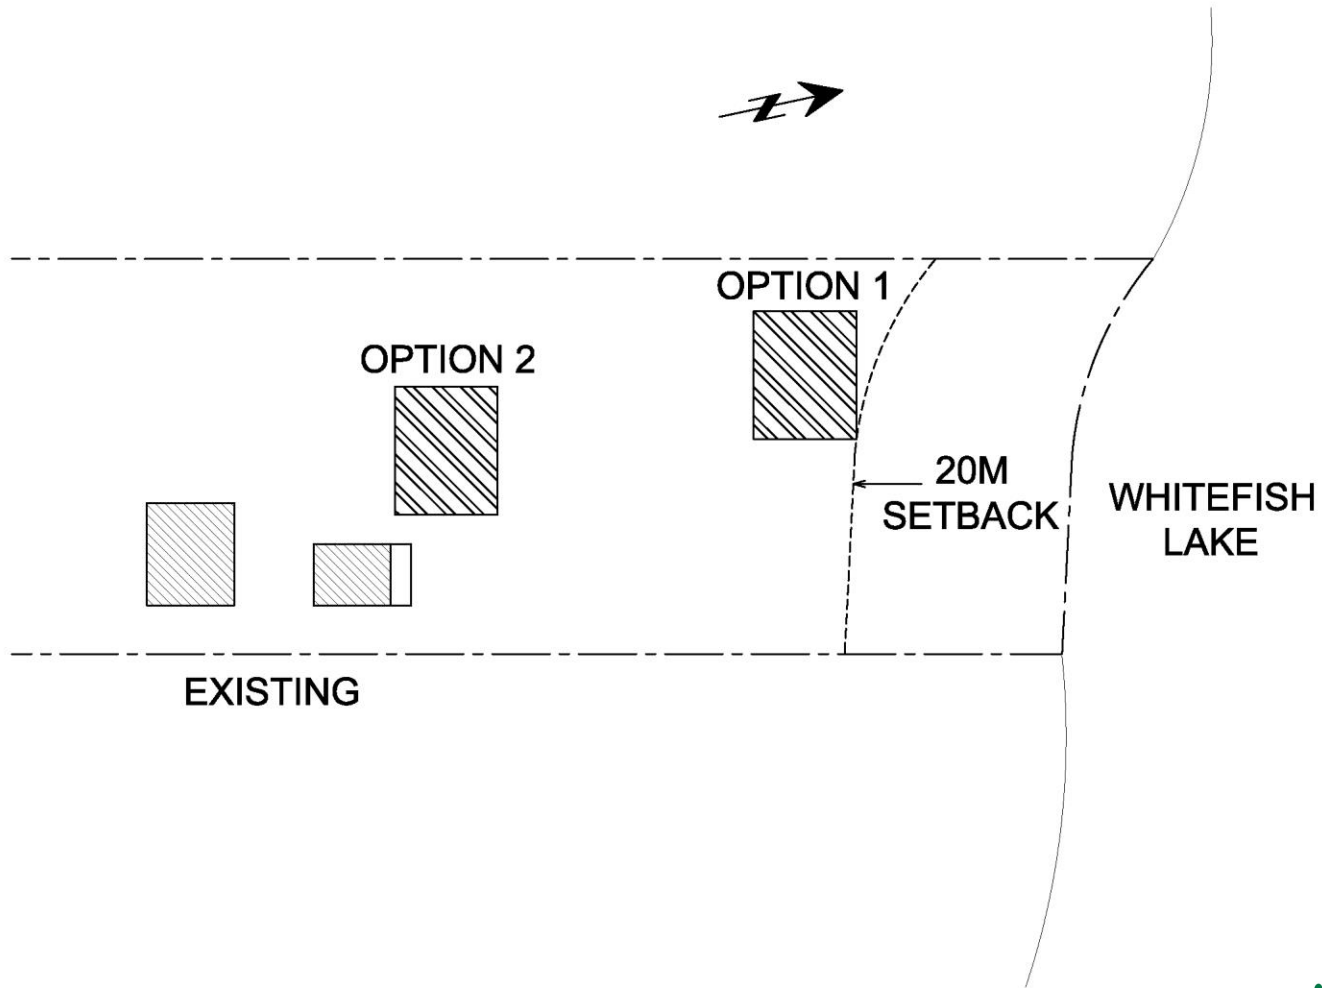 OPTION 1
OPTION 2
20M
SETBACK
WHITEFISH
LAKE
EXISTING